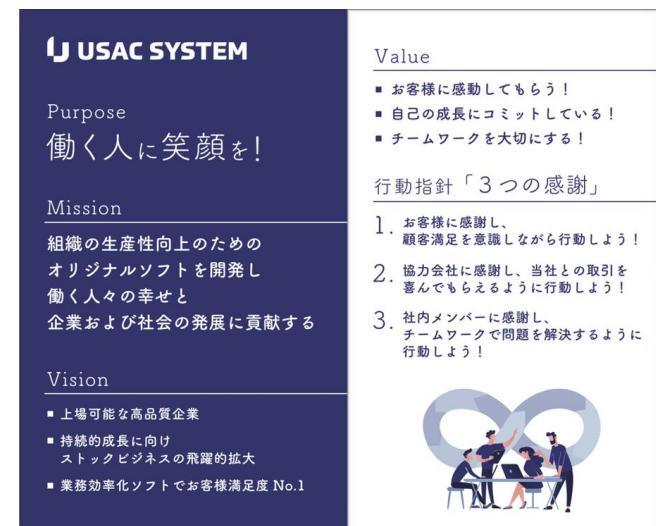 USAC SYSTEM
Purpose
働く人に笑顔を!
Mission
組織の生産性向上のための
オリジナルソフトを開発し
働く人々の幸せと
企業および社会の発展に貢献する
Vision
■ 上場可能な高品質企業
■ 持続的成長に向け
ストックビジネスの飛躍的拡大
■ 業務効率化ソフトでお客様満足度 No.1
Value
■ お客様に感動してもらう!
■ 自己の成長にコミットしている!
■ チームワークを大切にする!
行動指針「3つの感謝」
1. お客様に感謝し、
顧客満足を意識しながら行動しよう!
2. 協力会社に感謝し、当社との取引を
喜んでもらえるように行動しよう!
3. 社内メンバーに感謝し、
チームワークで問題を解決するように
行動しよう!